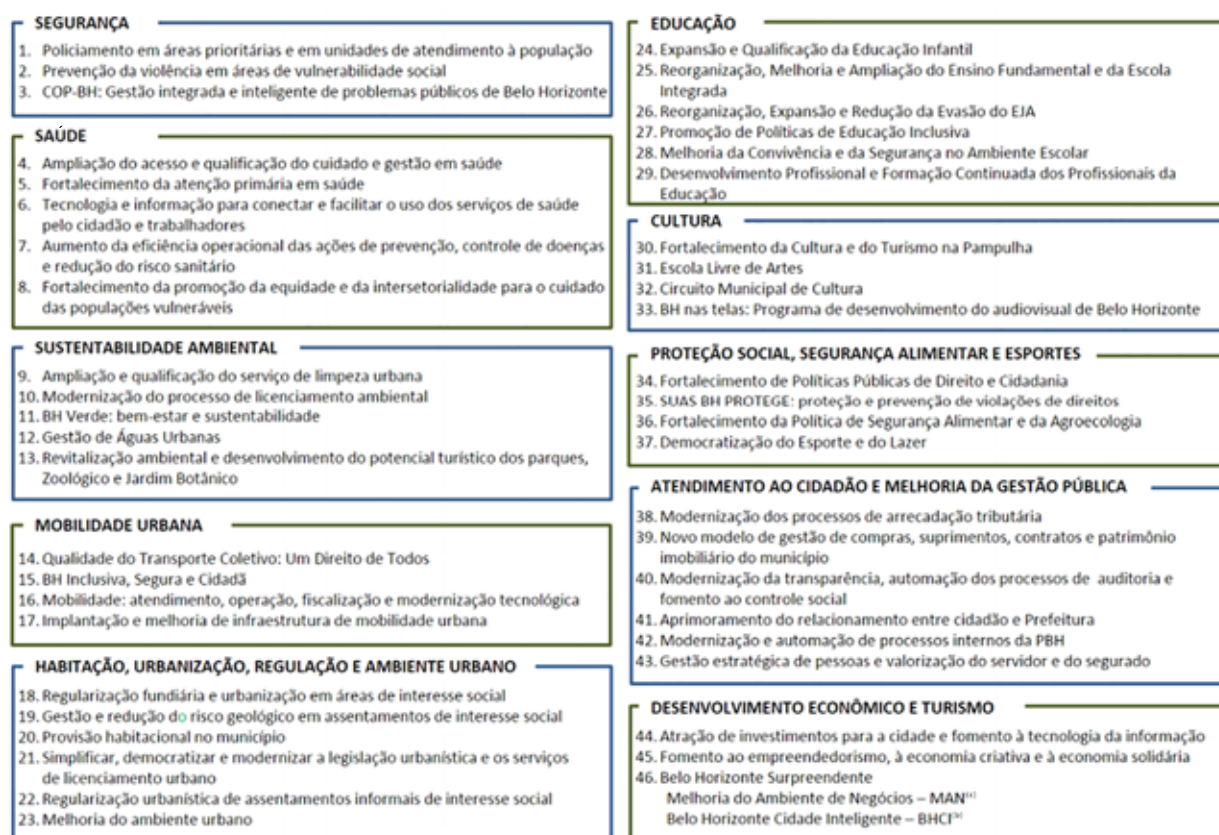 SEGURANÇA
1. Policiamento em áreas prioritárias e em unidades de atendimento à população
2. Prevenção da violência em áreas de vulnerabilidade social
3. COP-BH: Gestão integrada e inteligente de problemas públicos de Belo Horizonte
SAÚDE
4. Ampliação do acesso e qualificação do cuidado e gestão em saúde
5. Fortalecimento da atenção primária em saúde
6. Tecnologia e informação para conectar e facilitar o uso dos serviços de saúde
pelo cidadão e trabalhadores
7. Aumento da eficiência operacional das ações de prevenção, controle de doenças
e redução do risco sanitário
8. Fortalecimento da promoção da equidade e da intersetorialidade para o cuidado
das populações vulneráveis
SUSTENTABILIDADE AMBIENTAL
9. Ampliação e qualificação do serviço de limpeza urbana
10. Modernização do processo de licenciamento ambiental
11. BH Verde: bem-estar e sustentabilidade
12. Gestão de Águas Urbanas
13. Revitalização ambiental e desenvolvimento do potencial turístico dos parques,
Zoológico e Jardim Botânico
MOBILIDADE URBANA
14. Qualidade do Transporte Coletivo: Um Direito de Todos
15. BH Inclusiva, Segura e Cidadã
16. Mobilidade: atendimento, operação, fiscalização e modernização tecnológica
17. Implantação e melhoria de infraestrutura de mobilidade urbana
HABITAÇÃO, URBANIZAÇÃO, REGULAÇÃO E AMBIENTE URBANO
18. Regularização fundiária e urbanização em áreas de interesse social
19. Gestão e redução do risco geológico em assentamentos de interesse social
20. Provisão habitacional no município
21. Simplificar, democratizar e modernizar a legislação urbanística e os serviços
de licenciamento urbano
22. Regularização urbanística de assentamentos informais de interesse social
23. Melhoria do ambiente urbano
EDUCAÇÃO
24. Expansão e Qualificação da Educação Infantil
25. Reorganização, Melhoria e Ampliação do Ensino Fundamental e da Escola
Integrada
26. Reorganização, Expansão e Redução da Evasão do EJA
27. Promoção de Políticas de Educação Inclusiva
28. Melhoria da Convivência e da Segurança no Ambiente Escolar
29. Desenvolvimento Profissional e Formação Continuada dos Profissionais da
Educação
CULTURA
30. Fortalecimento da Cultura e do Turismo na Pampulha
31. Escola Livre de Artes
32. Circuito Municipal de Cultura
33. BH nas telas: Programa de desenvolvimento do audiovisual de Belo Horizonte
PROTEÇÃO SOCIAL, SEGURANÇA ALIMENTAR E ESPORTES
34. Fortalecimento de Políticas Públicas de Direito e Cidadania
35. SUAS BH PROTEGE: proteção e prevenção de violações de direitos
36. Fortalecimento da Política de Segurança Alimentar e da Agroecologia
37. Democratização do Esporte e do Lazer
ATENDIMENTO AO CIDADÃO E MELHORIA DA GESTÃO PÚBLICA
38. Modernização dos processos de arrecadação tributária
39. Novo modelo de gestão de compras, suprimentos, contratos e patrimônio
imobiliário do município
40. Modernização da transparência, automação dos processos de auditoria e
fomento ao controle social
41. Aprimoramento do relacionamento entre cidadão e Prefeitura
42. Modernização e automação de processos internos da PBH
43. Gestão estratégica de pessoas e valorização do servidor e do segurado
DESENVOLVIMENTO ECONÔMICO E TURISMO
44. Atração de investimentos para a cidade e fomento à tecnologia da informação
45. Fomento ao empreendedorismo, à economia criativa e à economia solidária
46. Belo Horizonte Surpreendente
Melhoria do Ambiente de Negócios – MAN
Belo Horizonte Cidade Inteligente – BHCI